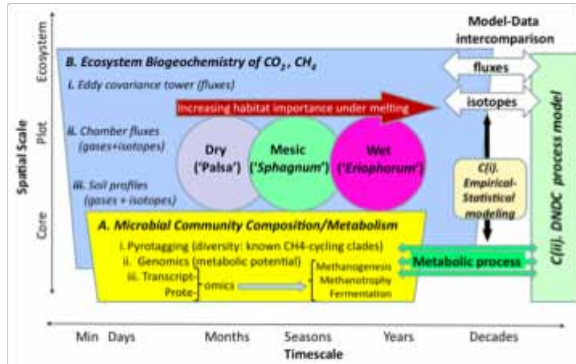 Model-Data
intercomparison
fluxes
isotopes
B. Ecosystem Biogeochemistry of CO2, CH4
i. Eddy covariance tower (fluxes)
Increasing habitat importance under melting
ii. Chamber fluxes
(gases+isotopes)
iii. Soil profiles
(gases + isotopes)
Dry
('Palsa')
Mesic
('Sphagnum')
Wet
('Eriophorum')
C(i).
Empirical-
Statistical
modeling
C(ii). DNDC process model
A. Microbial Community Composition/Metabolism
i. Pyrotagging (diversity: known CH4-cycling clades)
ii. Genomics (metabolic potential)
iii. Transcript-
Prote-
omics
Methanogenesis
Methanotrophy
Fermentation
Metabolic process
Spatial Scale
Ecosystem
Plot
Core
Min Days Months Seasons Years Decades
Timescale